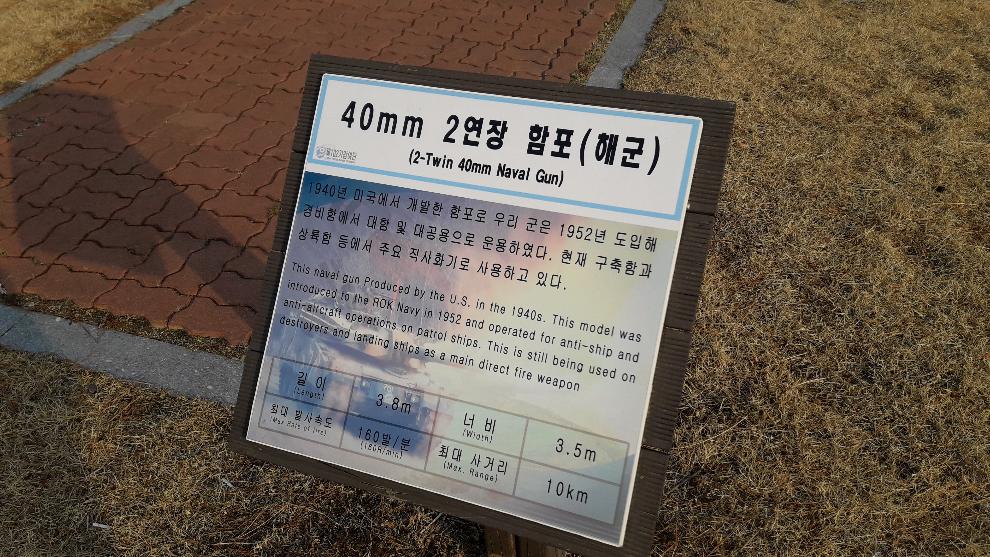 40mm 2연장 함포(해군)
(2-Twin 40mm Naval Gun)
1940년 미국에서 개발한 함포로 우리 군은 1952년 도입해
경비함에서 대함 및 대공용으로 운용하였다. 현재 구축함과
상륙함 등에서 주요 직사화기로 사용하고 있다.
This naval gun Produced by the U.S. in the 1940s. This model was
introduced to the ROK Navy in 1952 and operated for anti-ship and
anti-aircraft operations on patrol ships. This is still being used on
destroyers and landing ships as a main direct fire weapon
길 이 3.8m 너 비 3.5m
(Length) (Width)
최대 발사속도 160발/분 최대 사거리 10km
(Max Rate of fire) (160R/min) (Max. Range)